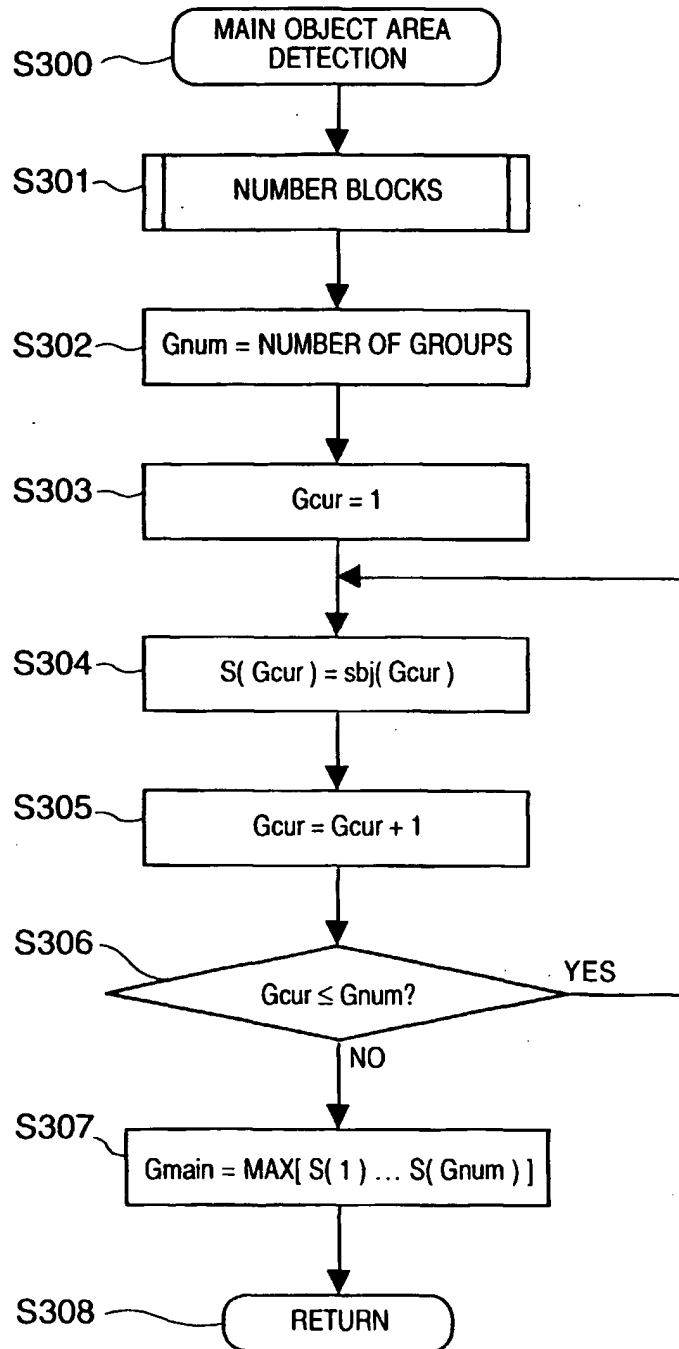 MAIN OBJECT AREA
DETECTION
S300
S301
NUMBER BLOCKS
S302
Gnum = NUMBER OF GROUPS
S303
Gcur = 1
S304
S( Gcur ) = sbj( Gcur )
S305
Gcur = Gcur + 1
S306
Gcur ≤ Gnum?
YES
NO
S307
Gmain = MAX[ S( 1 ) ... S( Gnum ) ]
S308
RETURN